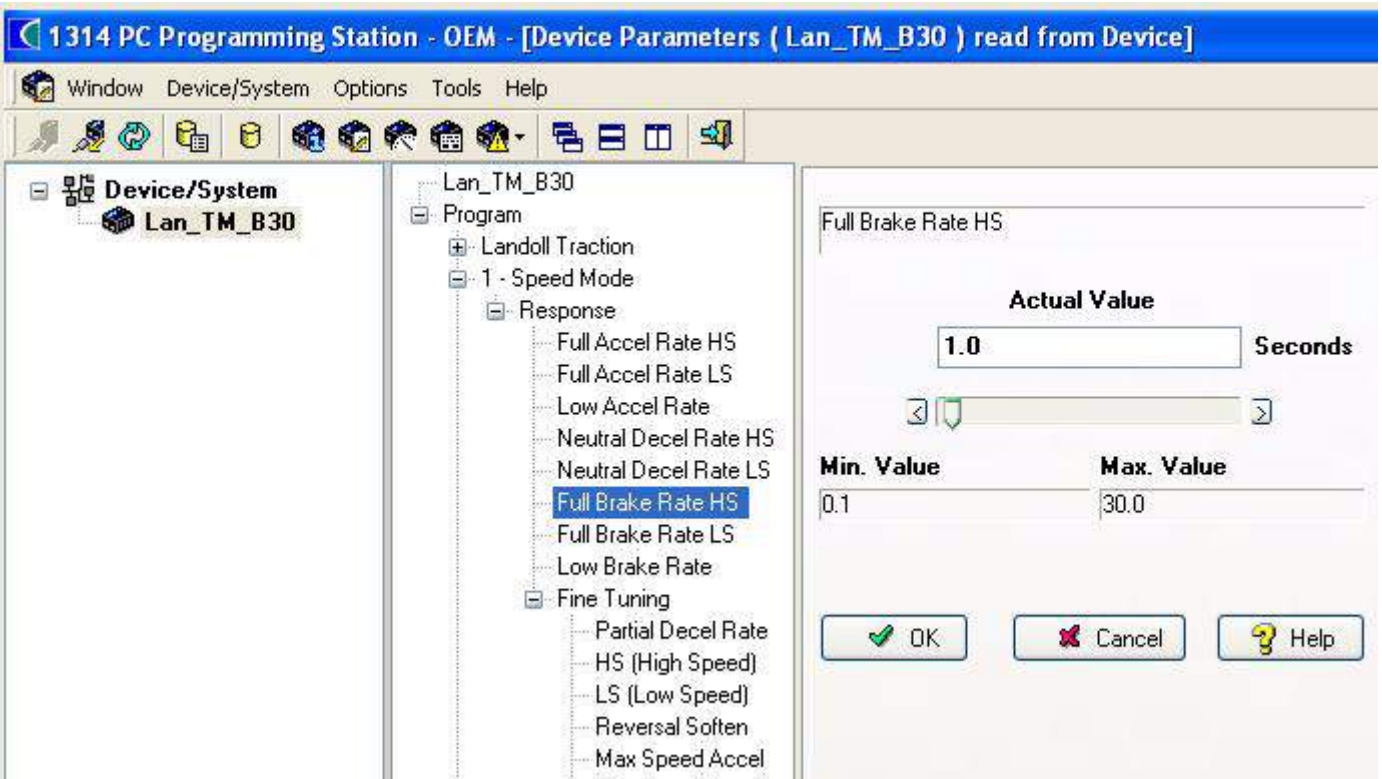 1314 PC Programming Station - OEM - [Device Parameters ( Lan_TM_B30 ) read from Device]
Window Device/System Options Tools Help
Device/System
Lan_TM_B30
Lan_TM_B30
Program
Landoll Traction
1 - Speed Mode
Response
Full Accel Rate HS
Full Accel Rate LS
Low Accel Rate
Neutral Decel Rate HS
Neutral Decel Rate LS
Full Brake Rate HS
Full Brake Rate LS
Low Brake Rate
Fine Tuning
Partial Decel Rate
HS (High Speed)
LS (Low Speed)
Reversal Soften
Max Speed Accel
Full Brake Rate HS
Actual Value
1.0 Seconds
Min. Value Max. Value
0.1 30.0
OK Cancel Help